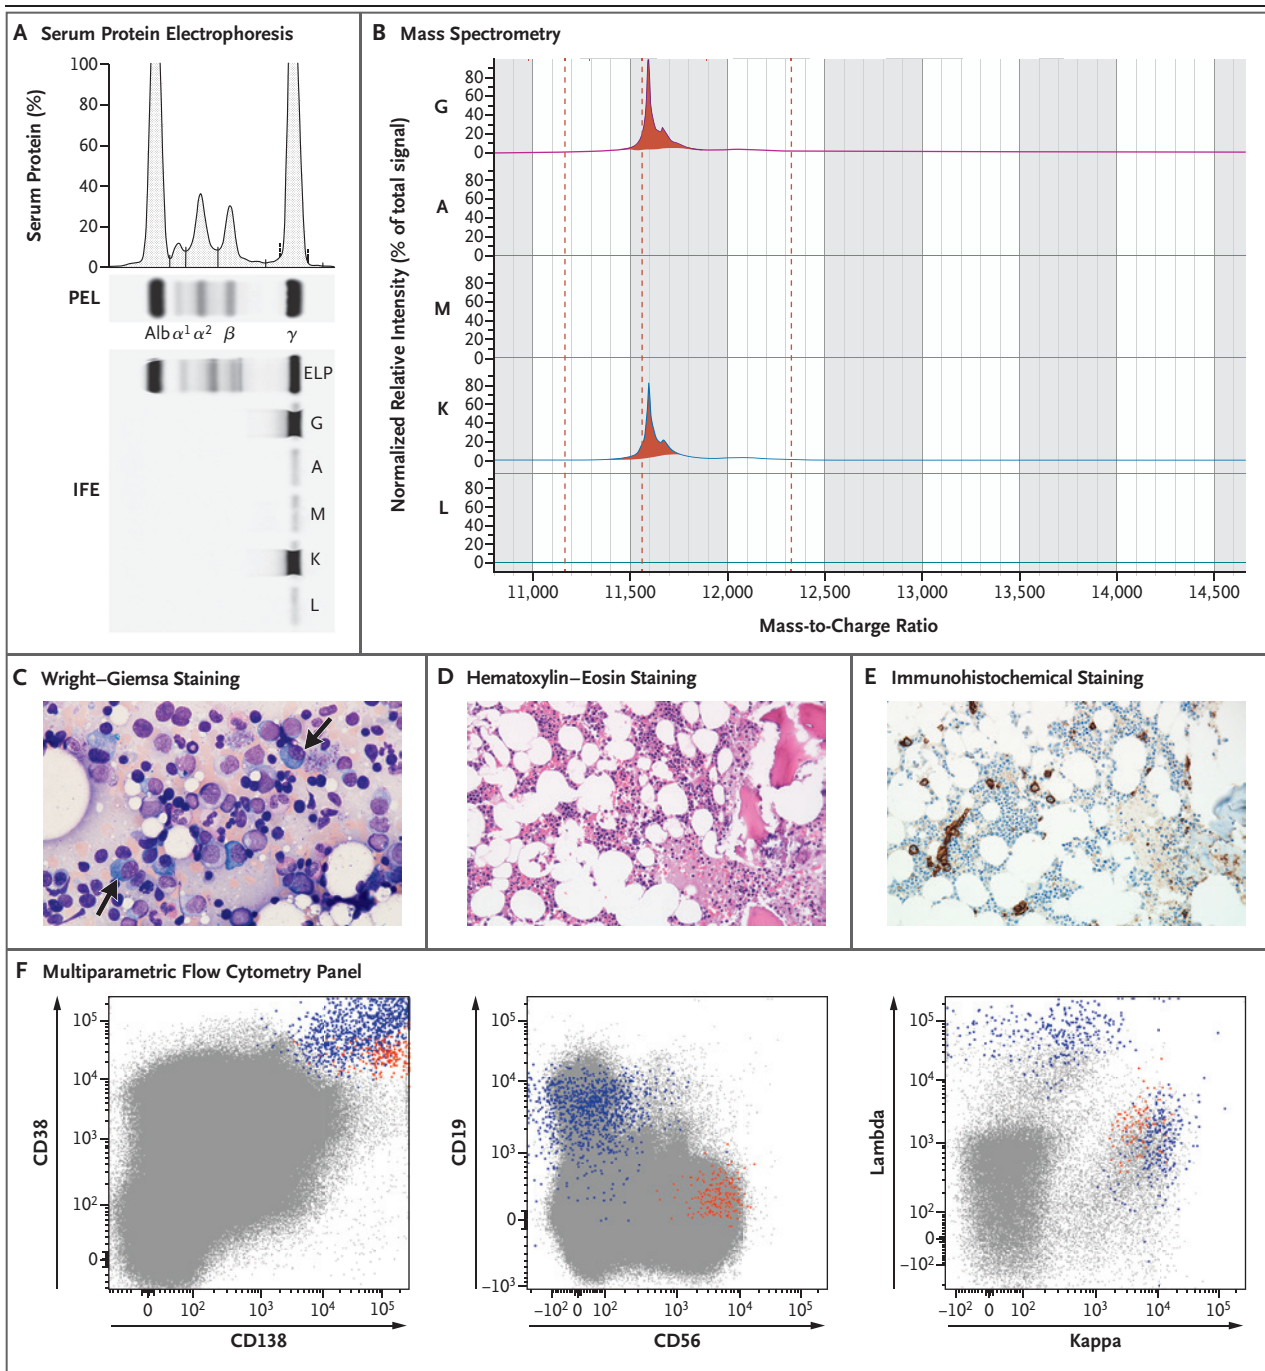 A Serum Protein Electrophoresis
Serum Protein (%)
100
80
60
40
20
0
PEL
Alb α1 α2 β γ
IFE
ELP
G
A
M
K
L
B Mass Spectrometry
Normalized Relative Intensity (% of total signal)
G
80
60
40
20
0
A
80
60
40
20
0
M
80
60
40
20
0
K
80
60
40
20
0
L
80
60
40
20
0
11,000 11,500 12,000 12,500 13,000 13,500 14,000 14,500
Mass-to-Charge Ratio
C Wright–Giemsa Staining
D Hematoxylin–Eosin Staining
E Immunohistochemical Staining
F Multiparametric Flow Cytometry Panel
CD38
10⁵
10⁴
10³
10²
0
0 10² 10³ 10⁴ 10⁵
CD138
CD19
10⁵
10⁴
10³
0
−10³
−10² 0 10² 10³ 10⁴ 10⁵
CD56
Lambda
10⁵
10⁴
10³
10²
0
−10²
−10² 0 10² 10³ 10⁴ 10⁵
Kappa